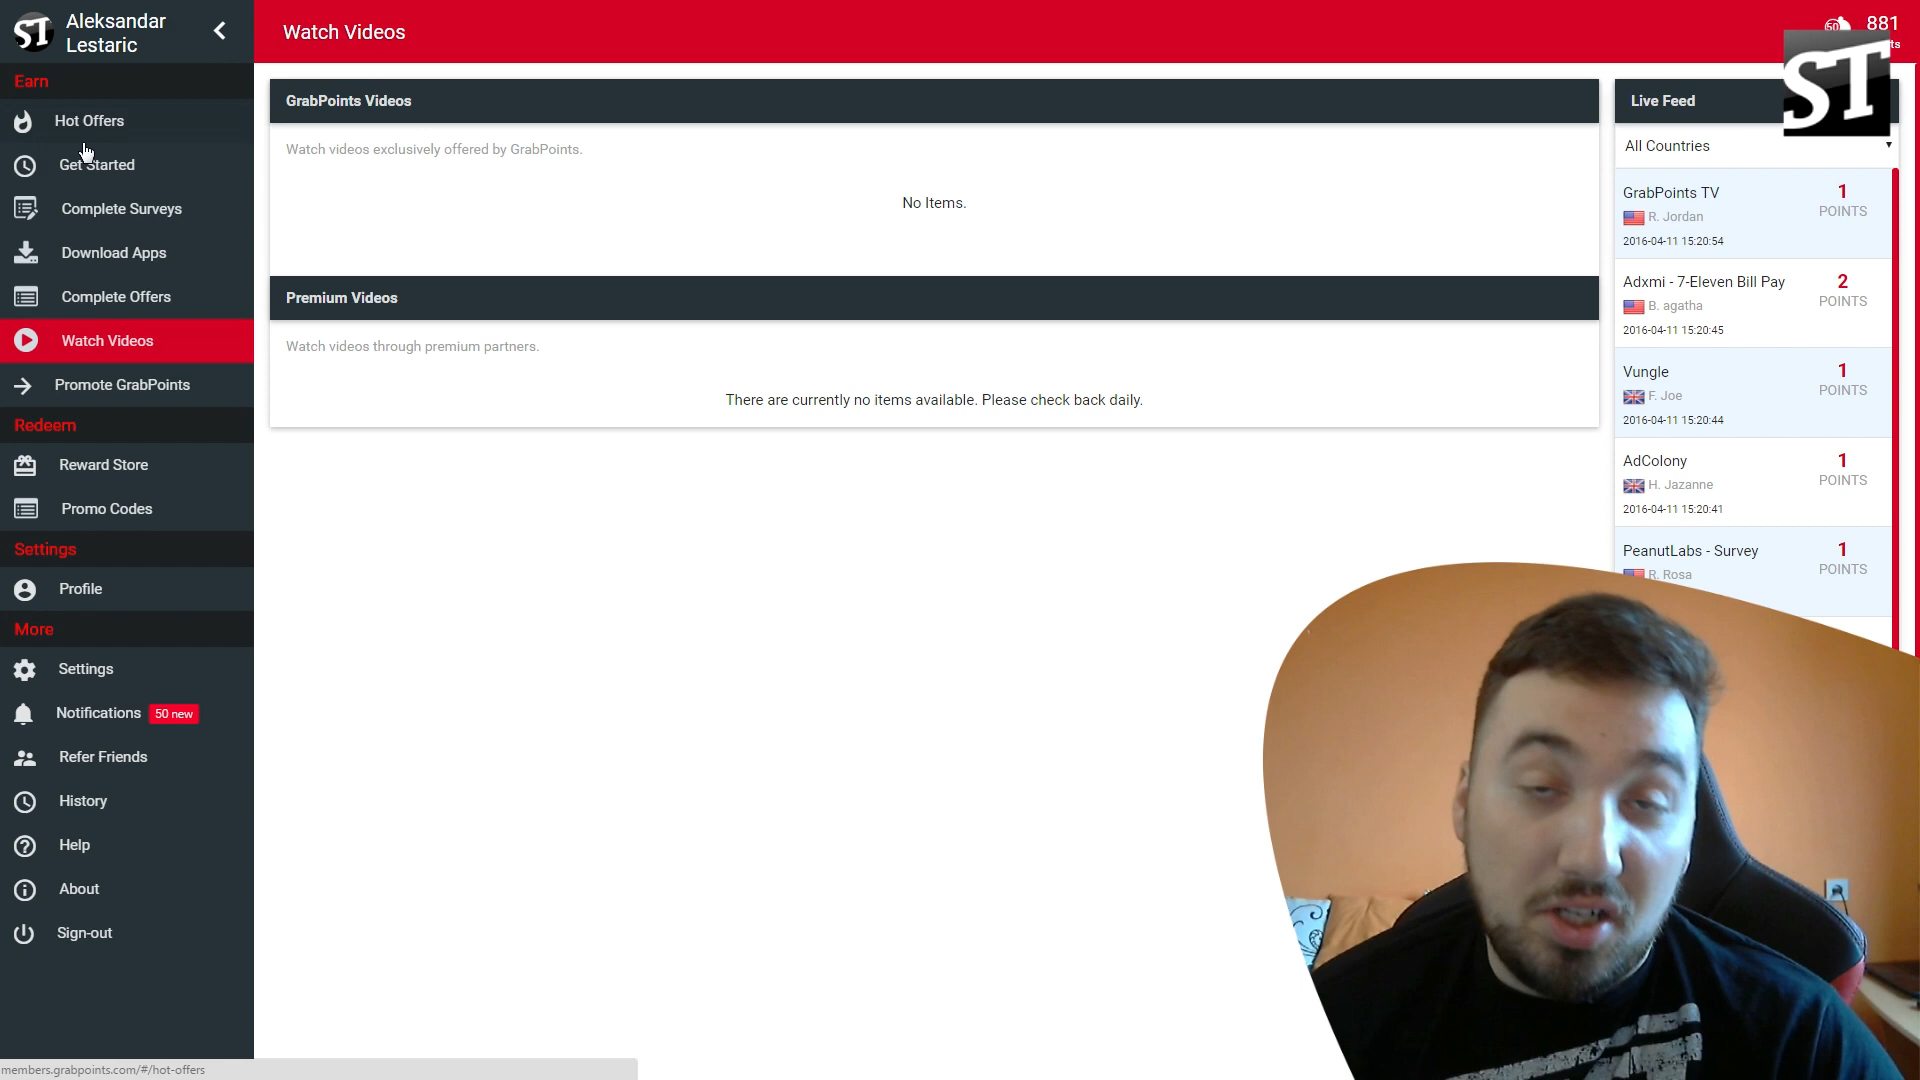 ST
Aleksandar
Lestaric
Earn
Hot Offers
Get Started
Complete Surveys
Download Apps
Complete Offers
Watch Videos
Promote GrabPoints
Redeem
Reward Store
Promo Codes
Settings
Profile
More
Settings
Notifications 50 new
Refer Friends
History
Help
About
Sign-out
members.grabpoints.com/#/hot-offers
Watch Videos
50
881
ts
ST
GrabPoints Videos
Watch videos exclusively offered by GrabPoints.
No Items.
Premium Videos
Watch videos through premium partners.
There are currently no items available. Please check back daily.
Live Feed
All Countries
GrabPoints TV
1
R. Jordan
POINTS
2016-04-11 15:20:54
Adxmi - 7-Eleven Bill Pay
2
B. agatha
POINTS
2016-04-11 15:20:45
Vungle
1
F. Joe
POINTS
2016-04-11 15:20:44
AdColony
1
H. Jazanne
POINTS
2016-04-11 15:20:41
PeanutLabs - Survey
1
R. Rosa
POINTS